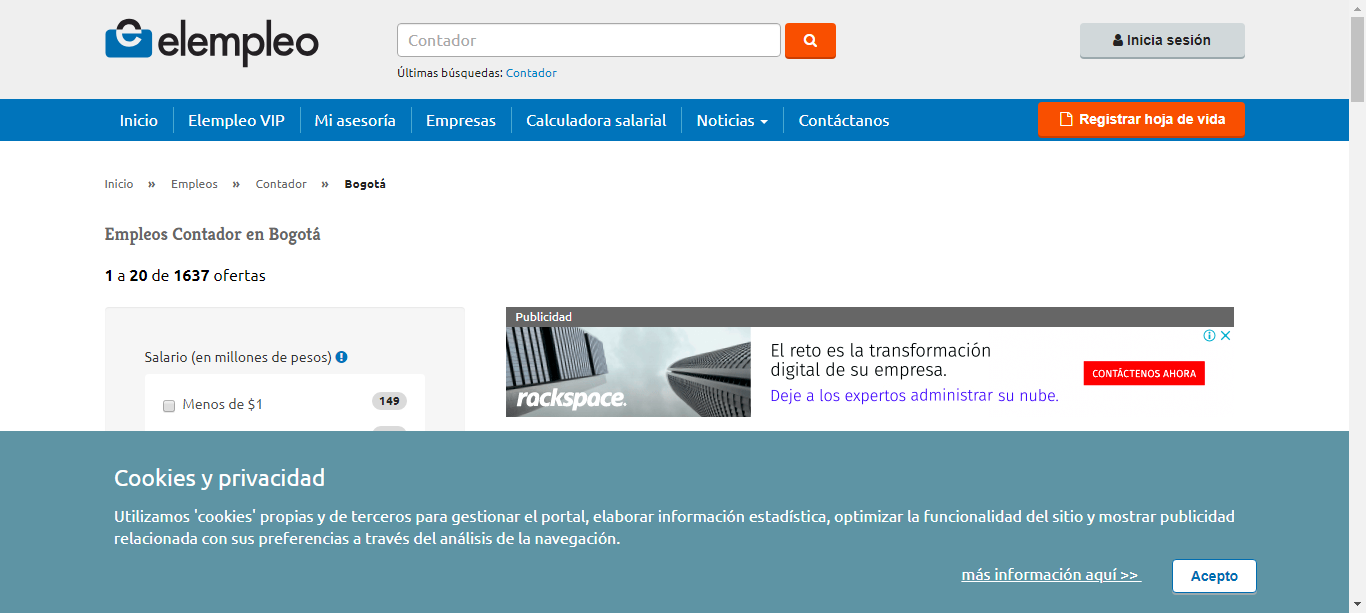 elempleo
Contador
Últimas búsquedas: Contador
Inicia sesión
Inicio
Elempleo VIP
Mi asesoría
Empresas
Calculadora salarial
Noticias
Contáctanos
Registrar hoja de vida
Inicio » Empleos » Contador » Bogotá
Empleos Contador en Bogotá
1 a 20 de 1637 ofertas
Salario (en millones de pesos)
Menos de $1 149
Publicidad
rackspace.
El reto es la transformación
digital de su empresa.
Deje a los expertos administrar su nube.
CONTÁCTENOS AHORA
Cookies y privacidad
Utilizamos 'cookies' propias y de terceros para gestionar el portal, elaborar información estadística, optimizar la funcionalidad del sitio y mostrar publicidad
relacionada con sus preferencias a través del análisis de la navegación.
más información aquí >>
Acepto